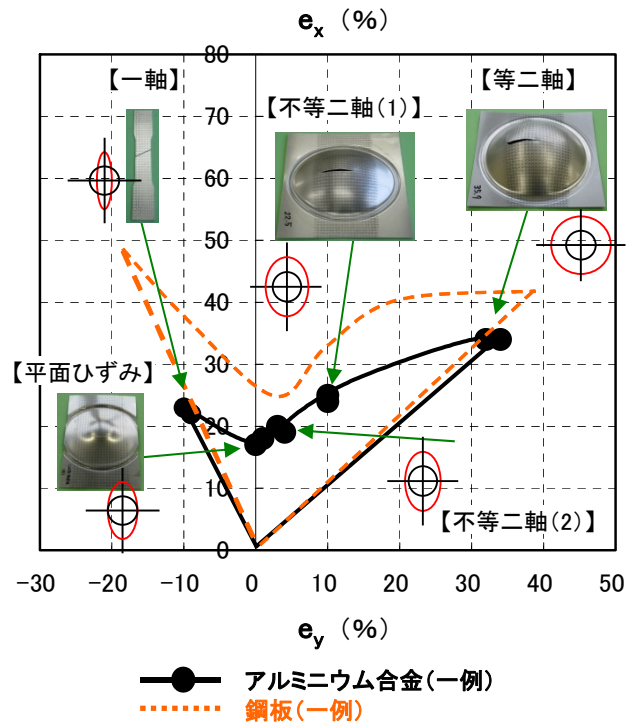 eₓ (%)
80
70
60
50
40
30
20
10
0
【一軸】
【不等二軸(1)】
【等二軸】
【平面ひずみ】
【不等二軸(2)】
-30 -20 -10 0 10 20 30 40 50
e_y (%)
アルミニウム合金(一例)
鋼板(一例)